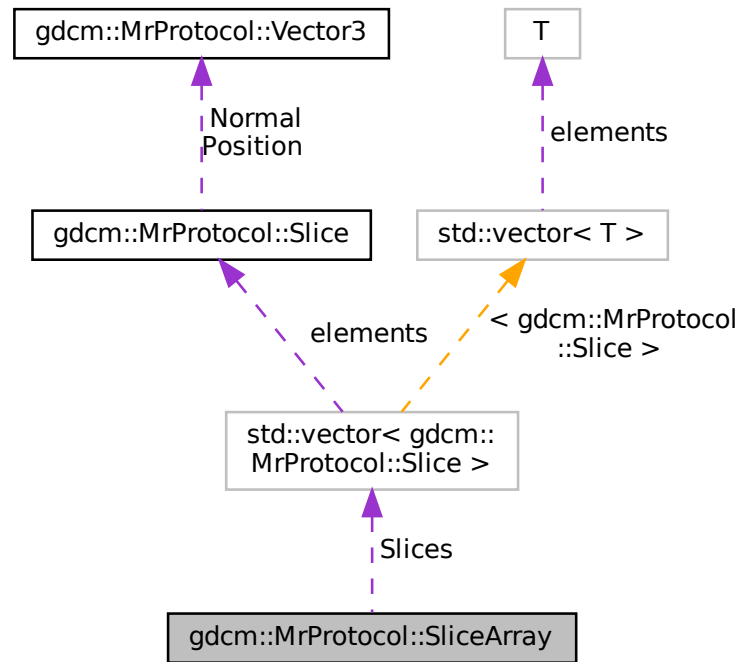 gdcm::MrProtocol::Vector3
T
Normal
Position
elements
gdcm::MrProtocol::Slice
std::vector< T >
elements
< gdcm::MrProtocol
::Slice >
std::vector< gdcm::
MrProtocol::Slice >
Slices
gdcm::MrProtocol::SliceArray